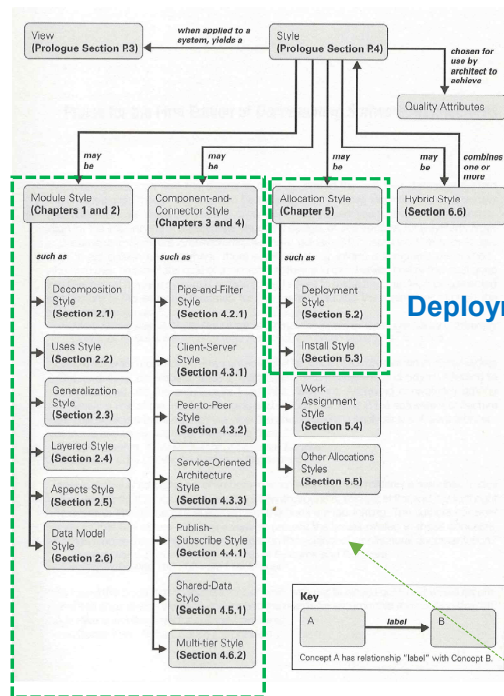 View
(Prologue Section P.3)
when applied to a
system, yields a
Style
(Prologue Section P.4)
chosen for
use by
architect to
achieve
Quality Attributes
may
be
may
be
may
be
may
be
combines
one or
more
Module Style
(Chapters 1 and 2)
Component-and-
Connector Style
(Chapters 3 and 4)
Allocation Style
(Chapter 5)
Hybrid Style
(Section 6.6)
such as
such as
such as
Decomposition
Style
(Section 2.1)
Uses Style
(Section 2.2)
Generalization
Style
(Section 2.3)
Layered Style
(Section 2.4)
Aspects Style
(Section 2.5)
Data Model
Style
(Section 2.6)
Pipe-and-Filter
Style
(Section 4.2.1)
Client-Server
Style
(Section 4.3.1)
Peer-to-Peer
Style
(Section 4.3.2)
Service-Oriented
Architecture
Style
(Section 4.3.3)
Publish-
Subscribe Style
(Section 4.4.1)
Shared-Data
Style
(Section 4.5.1)
Multi-tier Style
(Section 4.6.2)
Deployment
Style
(Section 5.2)
Install Style
(Section 5.3)
Work
Assignment
Style
(Section 5.4)
Other Allocations
Styles
(Section 5.5)
Deploym
Key
A
label
B
Concept A has relationship "label" with Concept B.